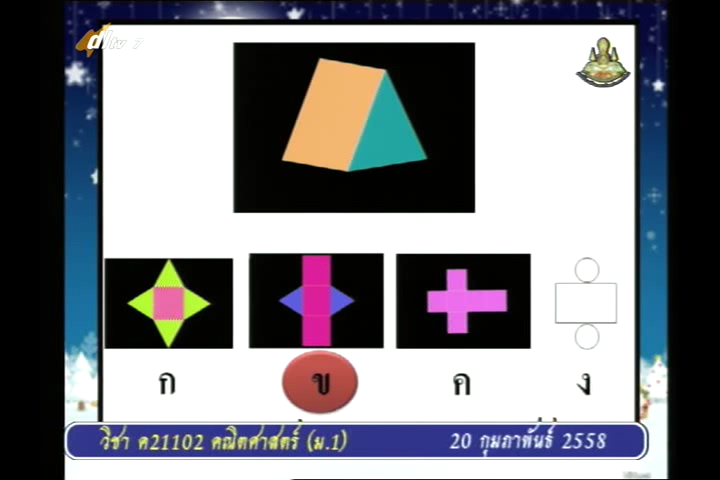 dltv 7
ก
ข
ค
ง
วิชา ค21102 คณิตศาสตร์ (ม.1)
20 กุมภาพันธ์ 2558